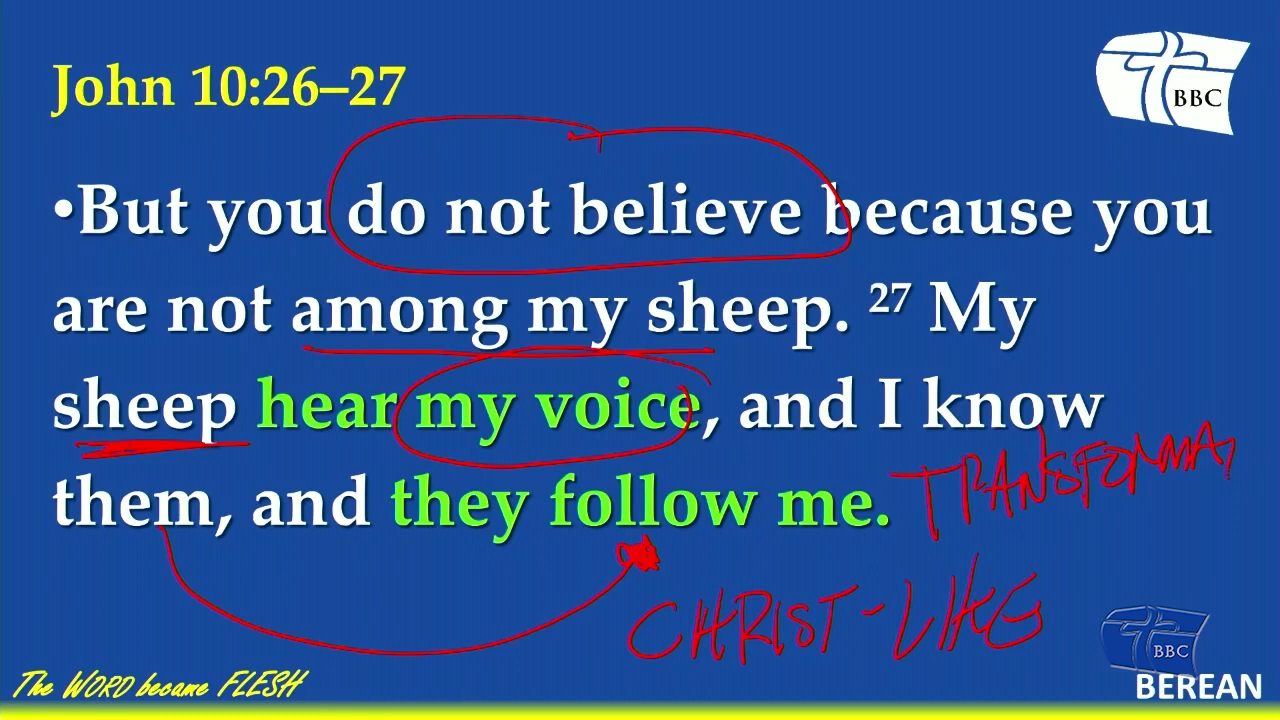 John 10:26–27
BBC
•But you do not believe because you
are not among my sheep. 27 My
sheep hear my voice, and I know
them, and they follow me.
TRANSFORMA
CHRIST-LIKE
BBC
The WORD became FLESH
BEREAN